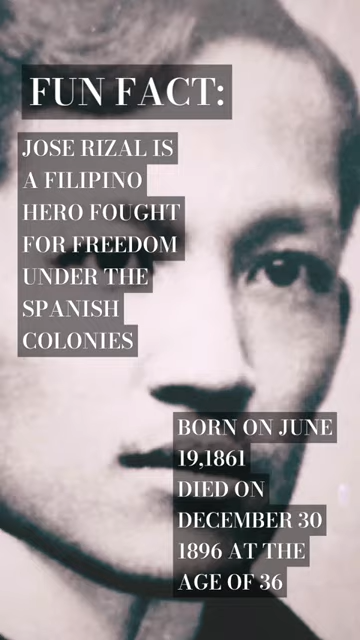 FUN FACT:
JOSE RIZAL IS
A FILIPINO
HERO FOUGHT
FOR FREEDOM
UNDER THE
SPANISH
COLONIES
BORN ON JUNE
19,1861
DIED ON
DECEMBER 30
1896 AT THE
AGE OF 36